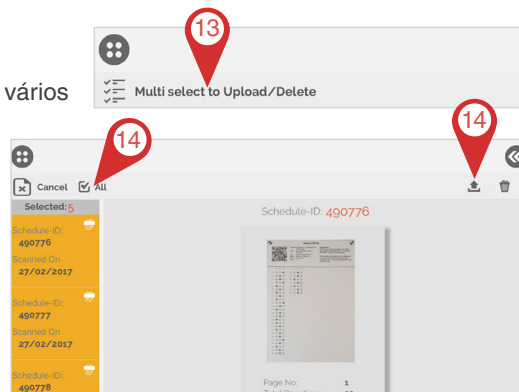 13
vários
Multi select to Upload/Delete
14
14
Cancel
All
Selected:5
Schedule-ID: 490776
Schedule-ID:
490776
Scanned On
27/02/2017
Schedule-ID:
490777
Scanned On
27/02/2017
Schedule-ID:
490778
Page No: 1